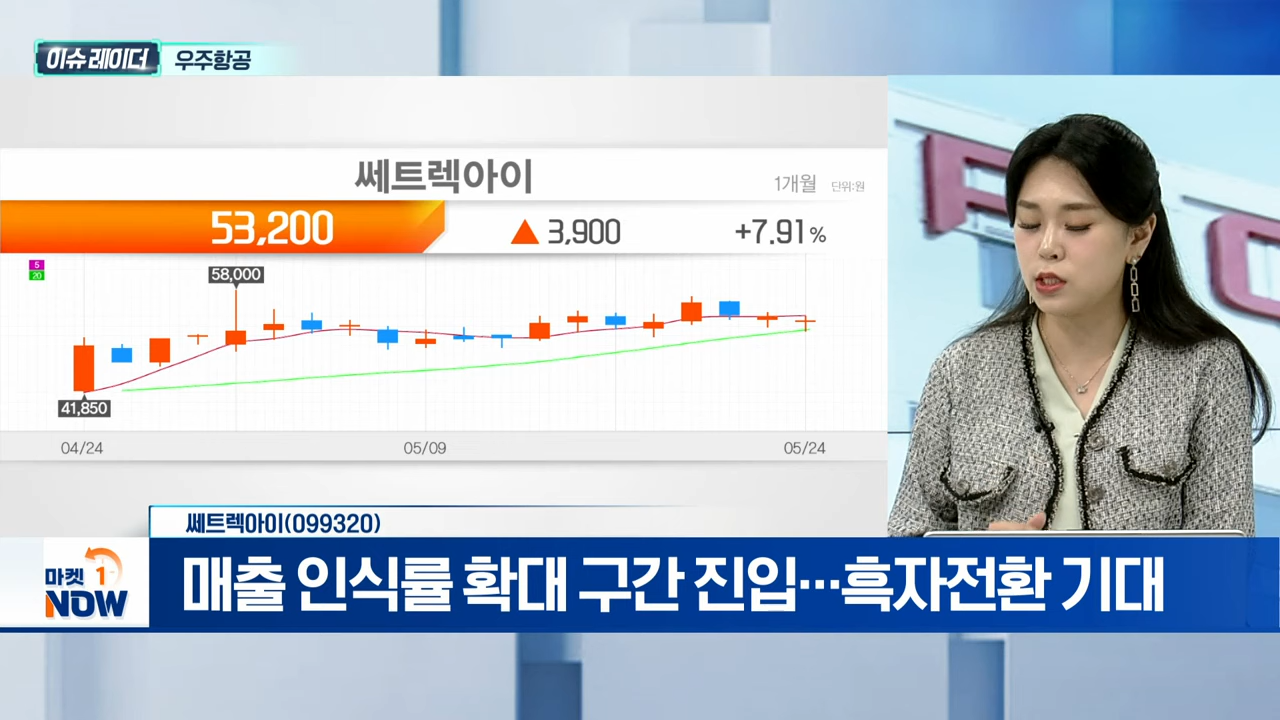 이슈 레이더 우주항공
쎄트렉아이
1개월 단위:원
53,200 ▲ 3,900 +7.91%
5
20
58,000
41,850
04/24 05/09 05/24
쎄트렉아이(099320)
마켓 1
NOW
매출 인식률 확대 구간 진입…흑자전환 기대